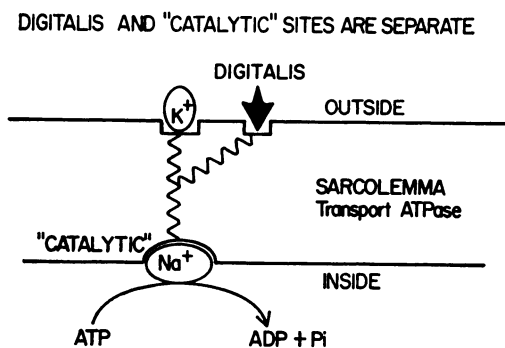 DIGITALIS AND "CATALYTIC" SITES ARE SEPARATE
DIGITALIS
K+
OUTSIDE
SARCOLEMMA
Transport ATPase
"CATALYTIC"
Na+
INSIDE
ATP
ADP + Pi